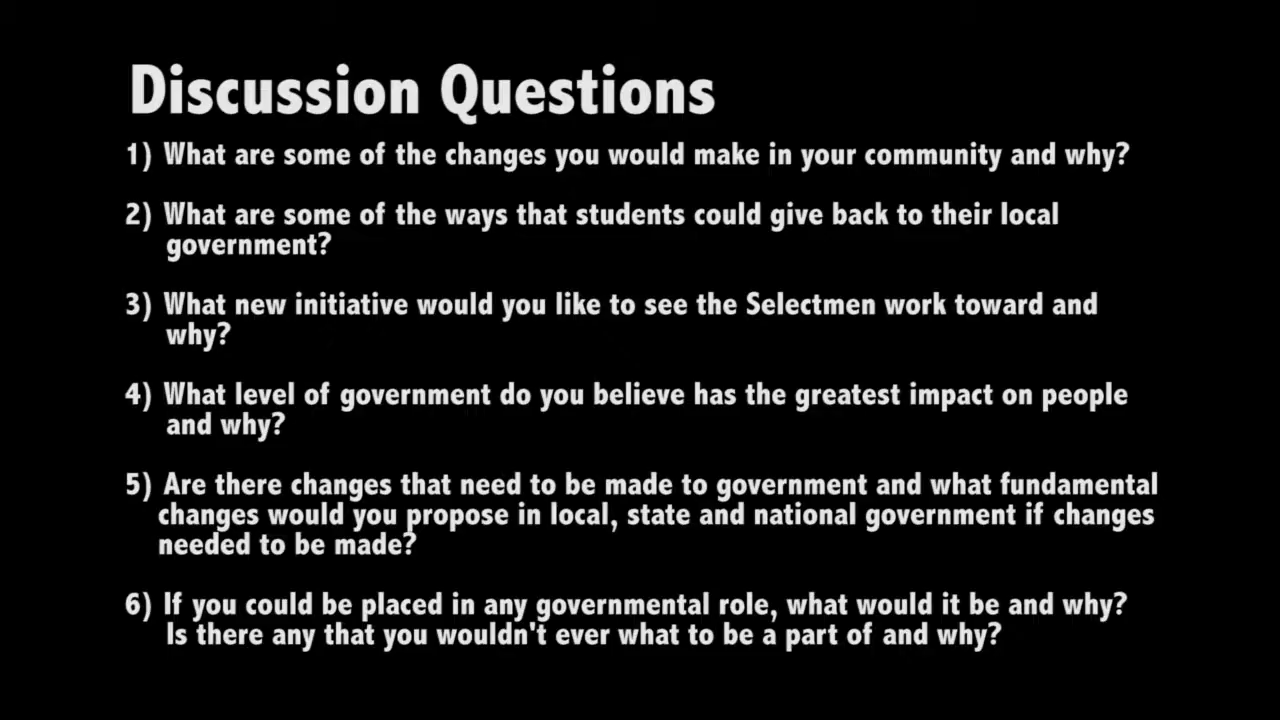 Discussion Questions
1) What are some of the changes you would make in your community and why?
2) What are some of the ways that students could give back to their local
government?
3) What new initiative would you like to see the Selectmen work toward and
why?
4) What level of government do you believe has the greatest impact on people
and why?
5) Are there changes that need to be made to government and what fundamental
changes would you propose in local, state and national government if changes
needed to be made?
6) If you could be placed in any governmental role, what would it be and why?
Is there any that you wouldn't ever what to be a part of and why?